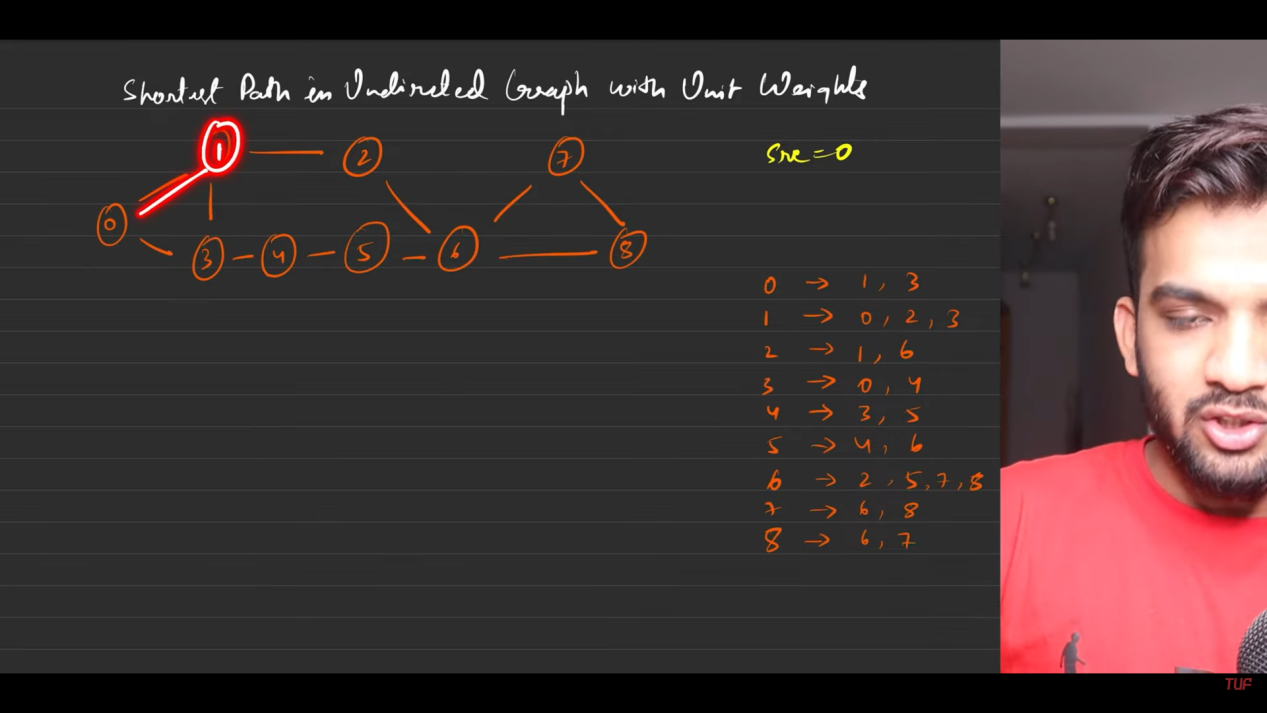 Shortest Path in Undirected Graph with Unit Weights
1 2 7
src = 0
0
3 4 5 6 8
0 → 1, 3
1 → 0, 2, 3
2 → 1, 6
3 → 0, 4
4 → 3, 5
5 → 4, 6
6 → 2, 5, 7, 8
7 → 6, 8
8 → 6, 7
TUF